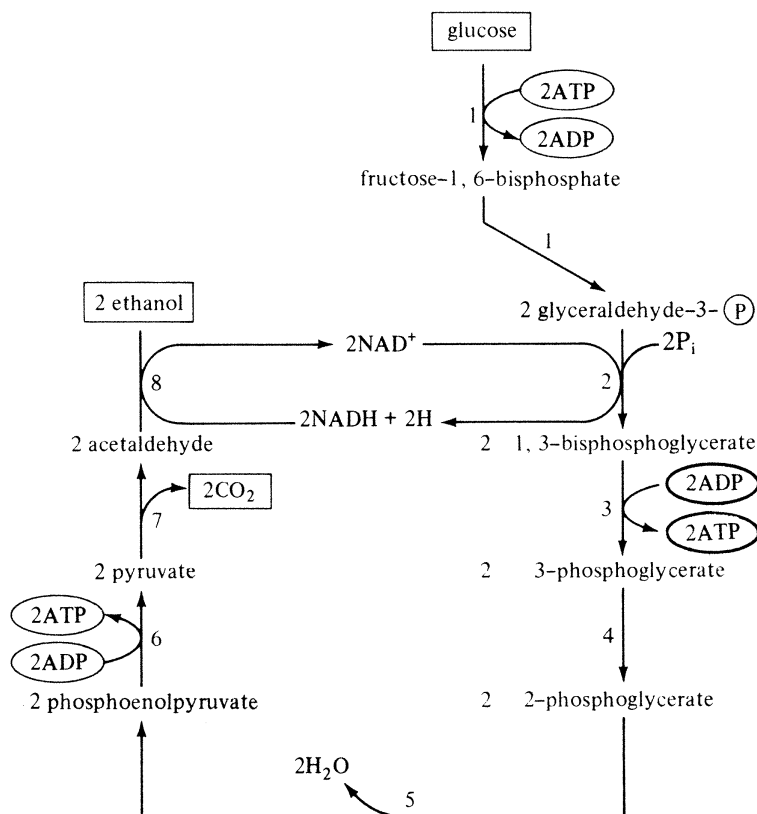 glucose
2ATP
1
2ADP
fructose-1, 6-bisphosphate
1
2 ethanol
2 glyceraldehyde-3- P
2NAD⁺
2Pᵢ
8
2
2NADH + 2H
2 acetaldehyde
2 1, 3-bisphosphoglycerate
2CO₂
2ADP
7
3
2ATP
2 pyruvate
2 3-phosphoglycerate
2ATP
6
4
2ADP
2 phosphoenolpyruvate
2 2-phosphoglycerate
2H₂O
5